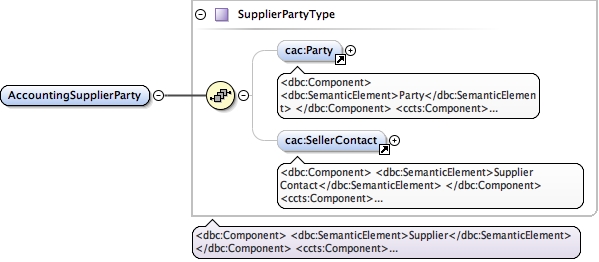 SupplierPartyType
cac:Party
AccountingSupplierParty
<dbc:Component>
<dbc:SemanticElement>Party</dbc:SemanticElemen
t> </dbc:Component> <ccts:Component>...
cac:SellerContact
<dbc:Component> <dbc:SemanticElement>Supplier
Contact</dbc:SemanticElement> </dbc:Component>
<ccts:Component>...
<dbc:Component> <dbc:SemanticElement>Supplier</dbc:SemanticElement>
</dbc:Component> <ccts:Component>...